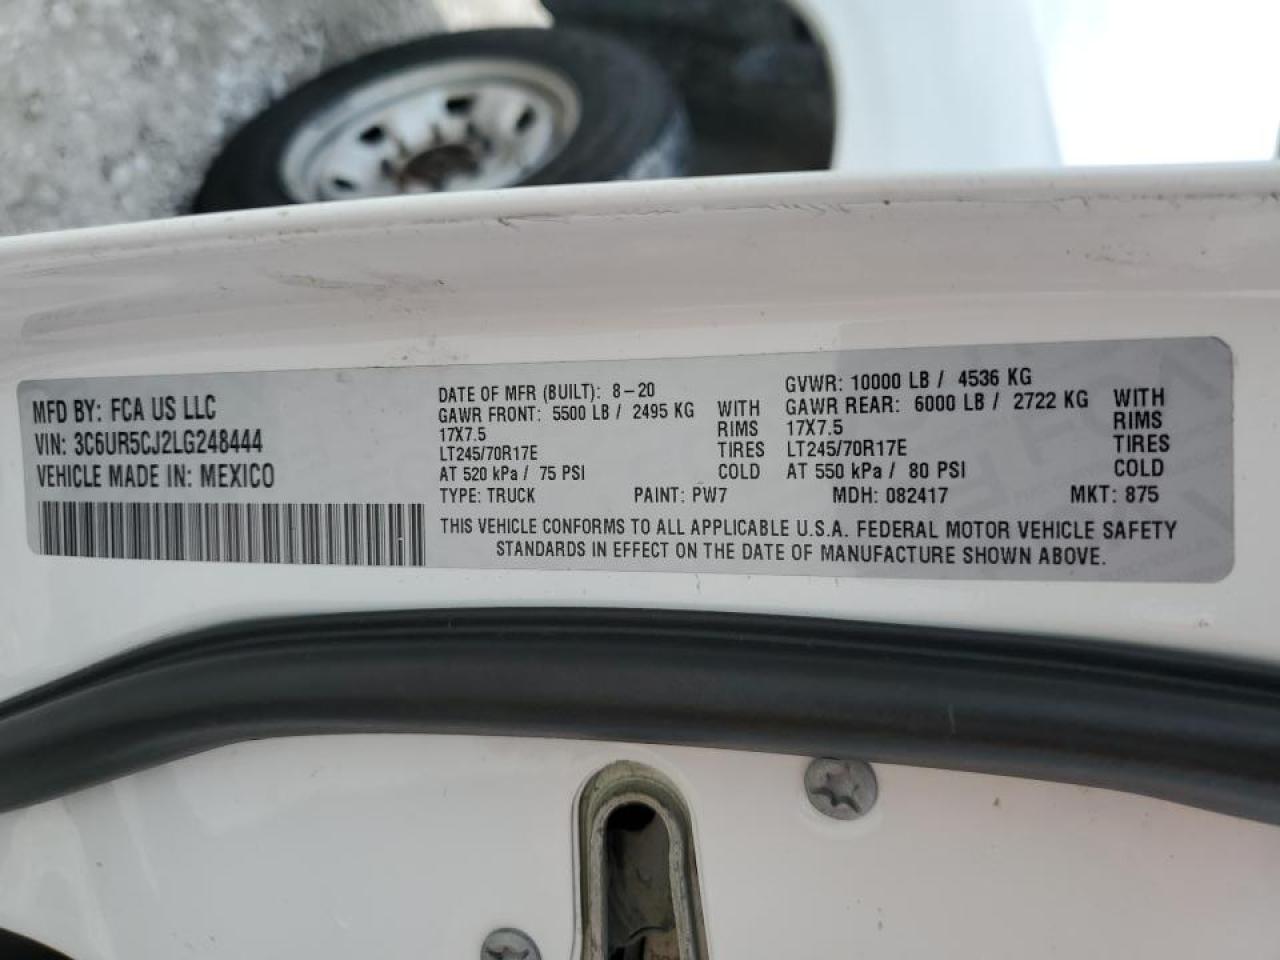 MFD BY: FCA US LLC
VIN: 3C6UR5CJ2LG248444
VEHICLE MADE IN: MEXICO
DATE OF MFR (BUILT): 8-20
GVWR: 10000 LB / 4536 KG
GAWR FRONT: 5500 LB / 2495 KG WITH
GAWR REAR: 6000 LB / 2722 KG WITH
17X7.5 RIMS
17X7.5 RIMS
LT245/70R17E TIRES
LT245/70R17E TIRES
AT 520 kPa / 75 PSI COLD
AT 550 kPa / 80 PSI COLD
TYPE: TRUCK PAINT: PW7 MDH: 082417 MKT: 875
THIS VEHICLE CONFORMS TO ALL APPLICABLE U.S.A. FEDERAL MOTOR VEHICLE SAFETY
STANDARDS IN EFFECT ON THE DATE OF MANUFACTURE SHOWN ABOVE.